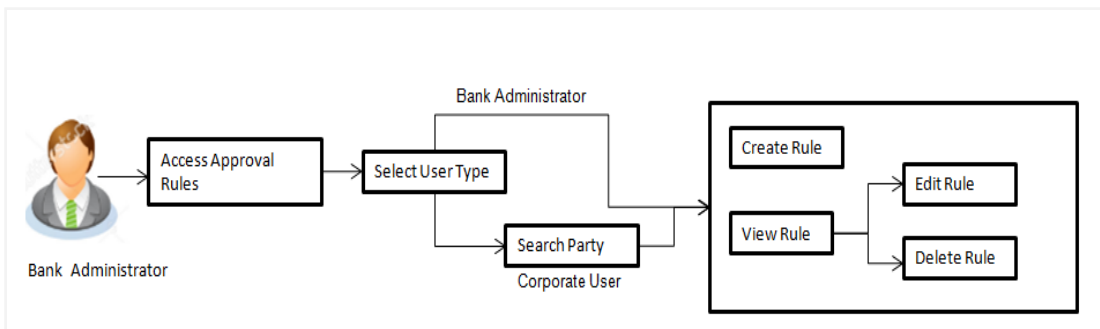 Bank Administrator
Access Approval
Rules
Select User Type
Bank Administrator
Search Party
Corporate User
Create Rule
View Rule
Edit Rule
Delete Rule